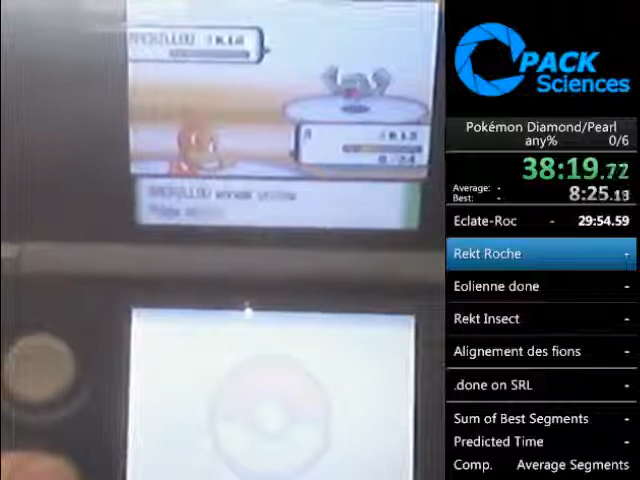 PACK
Sciences
Pokémon Diamond/Pearl
any% 0/6
38:19.72
Average: -
8:25.13
Best: -
Eclate-Roc - 29:54.59
Rekt Roche -
Eolienne done -
Rekt Insect -
Alignement des fions -
.done on SRL -
Sum of Best Segments -
Predicted Time -
Comp. Average Segments